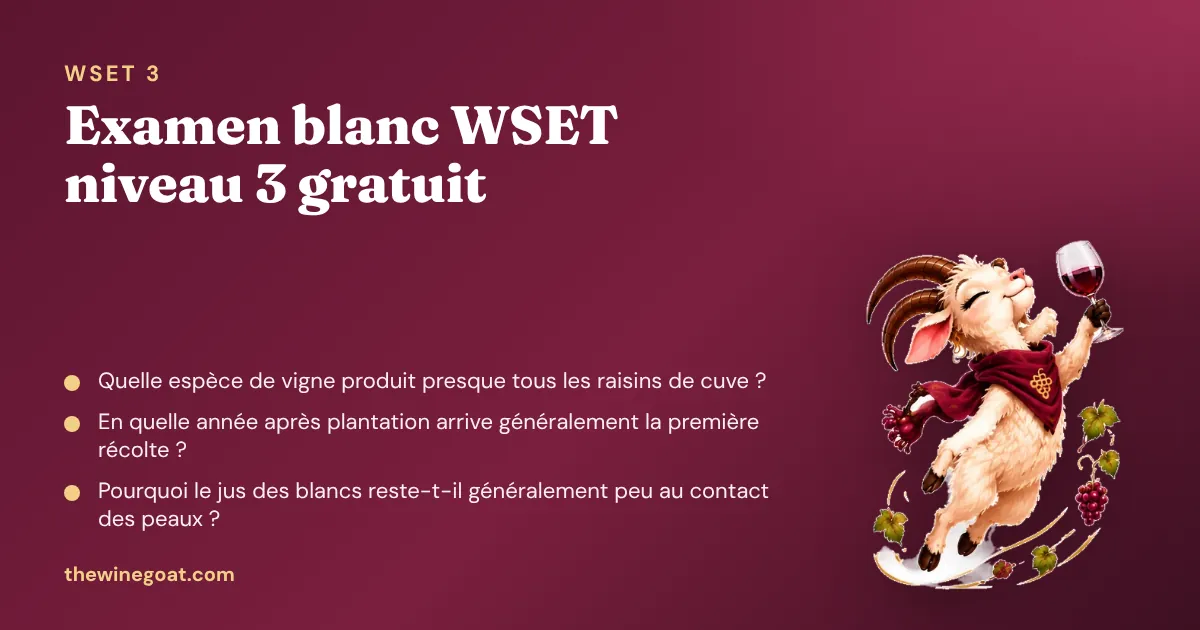 WSET 3
Examen blanc WSET
niveau 3 gratuit
Quelle espèce de vigne produit presque tous les raisins de cuve ?
En quelle année après plantation arrive généralement la première
récolte ?
Pourquoi le jus des blancs reste-t-il généralement peu au contact
des peaux ?
thewinegoat.com